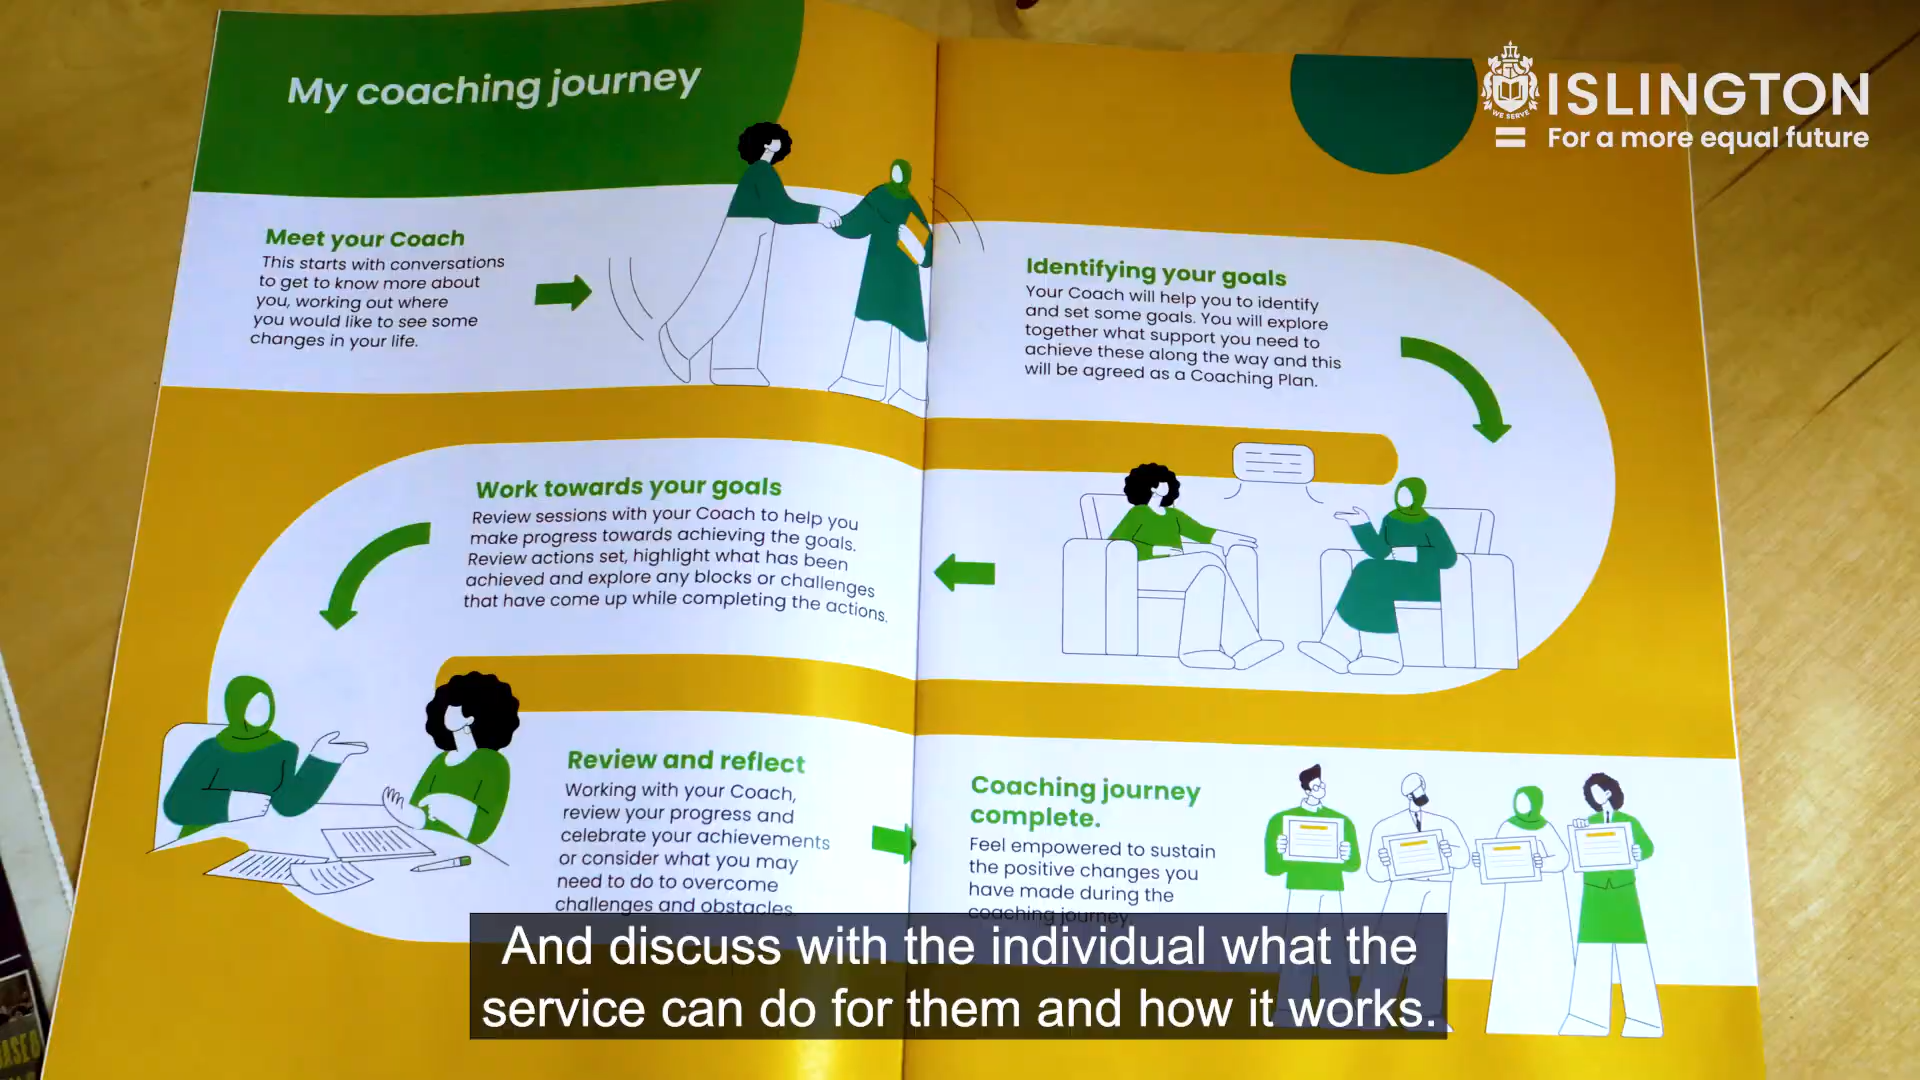 My coaching journey
WE SERVE
ISLINGTON
For a more equal future
Meet your Coach
This starts with conversations
to get to know more about
you, working out where
you would like to see some
changes in your life.
Identifying your goals
Your Coach will help you to identify
and set some goals. You will explore
together what support you need to
achieve these along the way and this
will be agreed as a Coaching Plan.
Work towards your goals
Review sessions with your Coach to help you
make progress towards achieving the goals.
Review actions set, highlight what has been
achieved and explore any blocks or challenges
that have come up while completing the actions.
Review and reflect
Working with your Coach,
review your progress and
celebrate your achievements
or consider what you may
need to do to overcome
challenges and obstacles.
Coaching journey
complete.
Feel empowered to sustain
the positive changes you
have made during the
coaching journey.
And discuss with the individual what the
service can do for them and how it works.